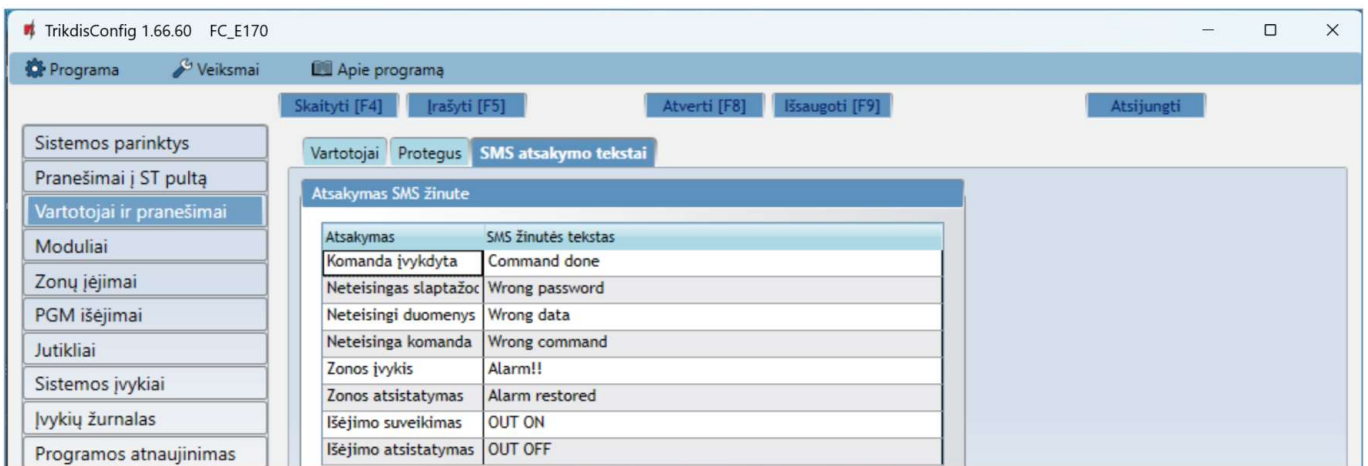 TrikdisConfig 1.66.60 FC_E170
Programa Veiksmai Apie programą
Skaityti [F4] Įrašyti [F5] Atverti [F8] Išsaugoti [F9] Atsijungti
Sistemos parinktys
Pranešimai į ST pultą
Vartotojai ir pranešimai
Moduliai
Zonų įėjimai
PGM išėjimai
Jutikliai
Sistemos įvykiai
Įvykių žurnalas
Programos atnaujinimas
Vartotojai Protegus SMS atsakymo tekstai
Atsakymas SMS žinute
Atsakymas SMS žinutės tekstas
Komanda įvykdyta Command done
Neteisingas slaptažoc Wrong password
Neteisingi duomenys Wrong data
Neteisinga komanda Wrong command
Zonos įvykis Alarm!!
Zonos atsistatymas Alarm restored
Išėjimo suveikimas OUT ON
Išėjimo atsistatymas OUT OFF